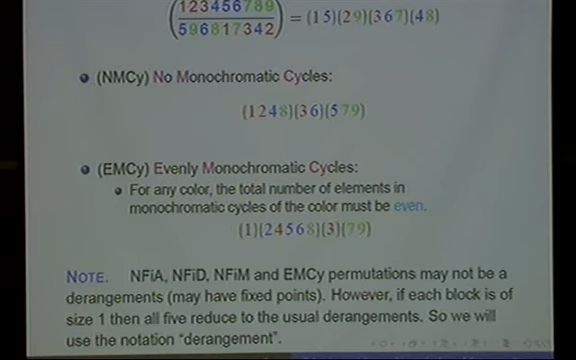 (123456789
596817342) = (15)(29)(367)(48)
(NMCy) No Monochromatic Cycles:
(1248)(36)(579)
(EMCy) Evenly Monochromatic Cycles:
For any color, the total number of elements in
monochromatic cycles of the color must be even.
(1)(24568)(3)(79)
NOTE. NFiA, NFiD, NFiM and EMCy permutations may not be a
derangements (may have fixed points). However, if each block is of
size 1 then all five reduce to the usual derangements. So we will
use the notation “derangement”.